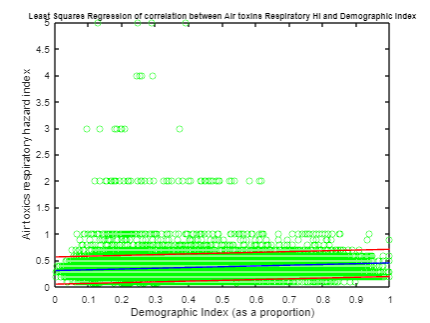 Least Squares Regression of correlation between Air toxins Respiratory HI and Demographic Index
5
4.5
4
3.5
3
2.5
2
1.5
1
0.5
0
Air toxics respiratory hazard index
0 0.1 0.2 0.3 0.4 0.5 0.6 0.7 0.8 0.9 1
Demographic Index (as a proportion)